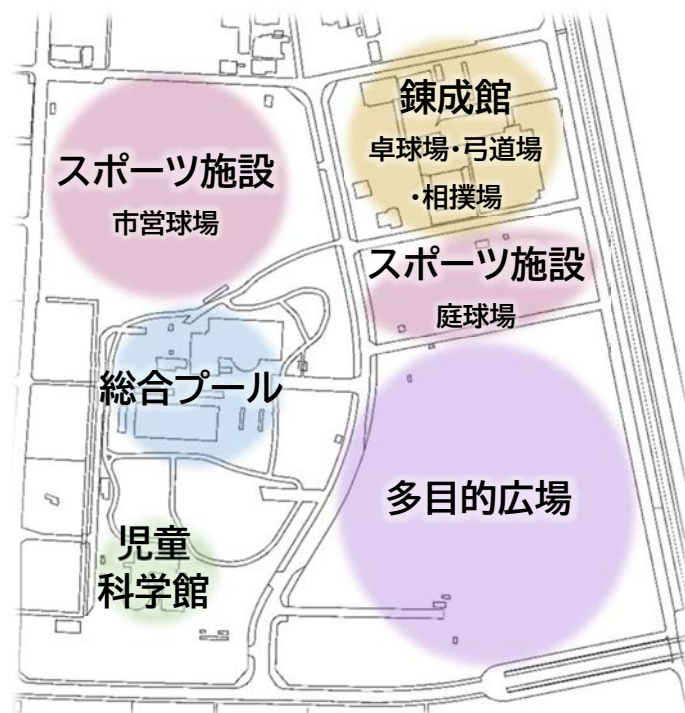 錬成館
卓球場・弓道場
・相撲場
スポーツ施設
市営球場
スポーツ施設
庭球場
総合プール
多目的広場
児童
科学館